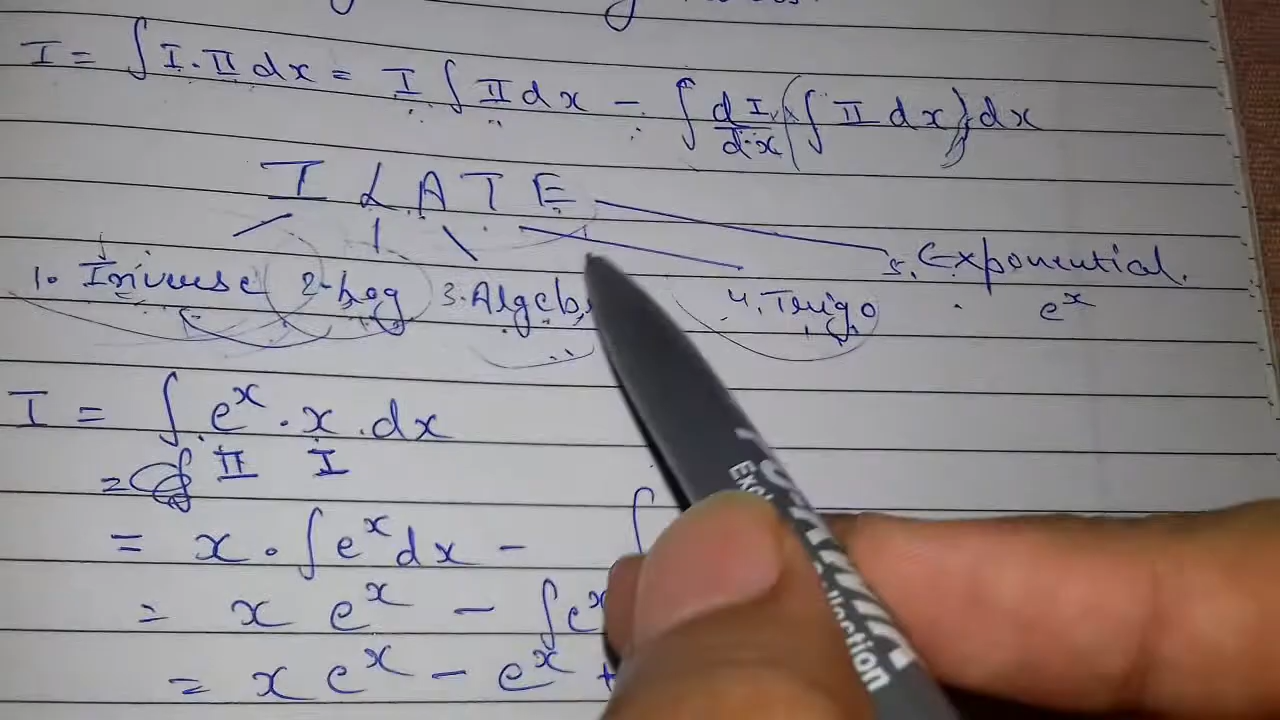 I = ∫ I . II dx = I ∫ II dx - ∫ dI/dx (∫ II dx) dx
I L A T E
1. Inverse 2. Log 3. Algeb 4. Trigo 5. Exponential.
e^x
I = ∫ e^x . x . dx
= II I
= x . ∫ e^x dx - ∫
= x e^x - ∫ e^x
= x e^x - e^x +